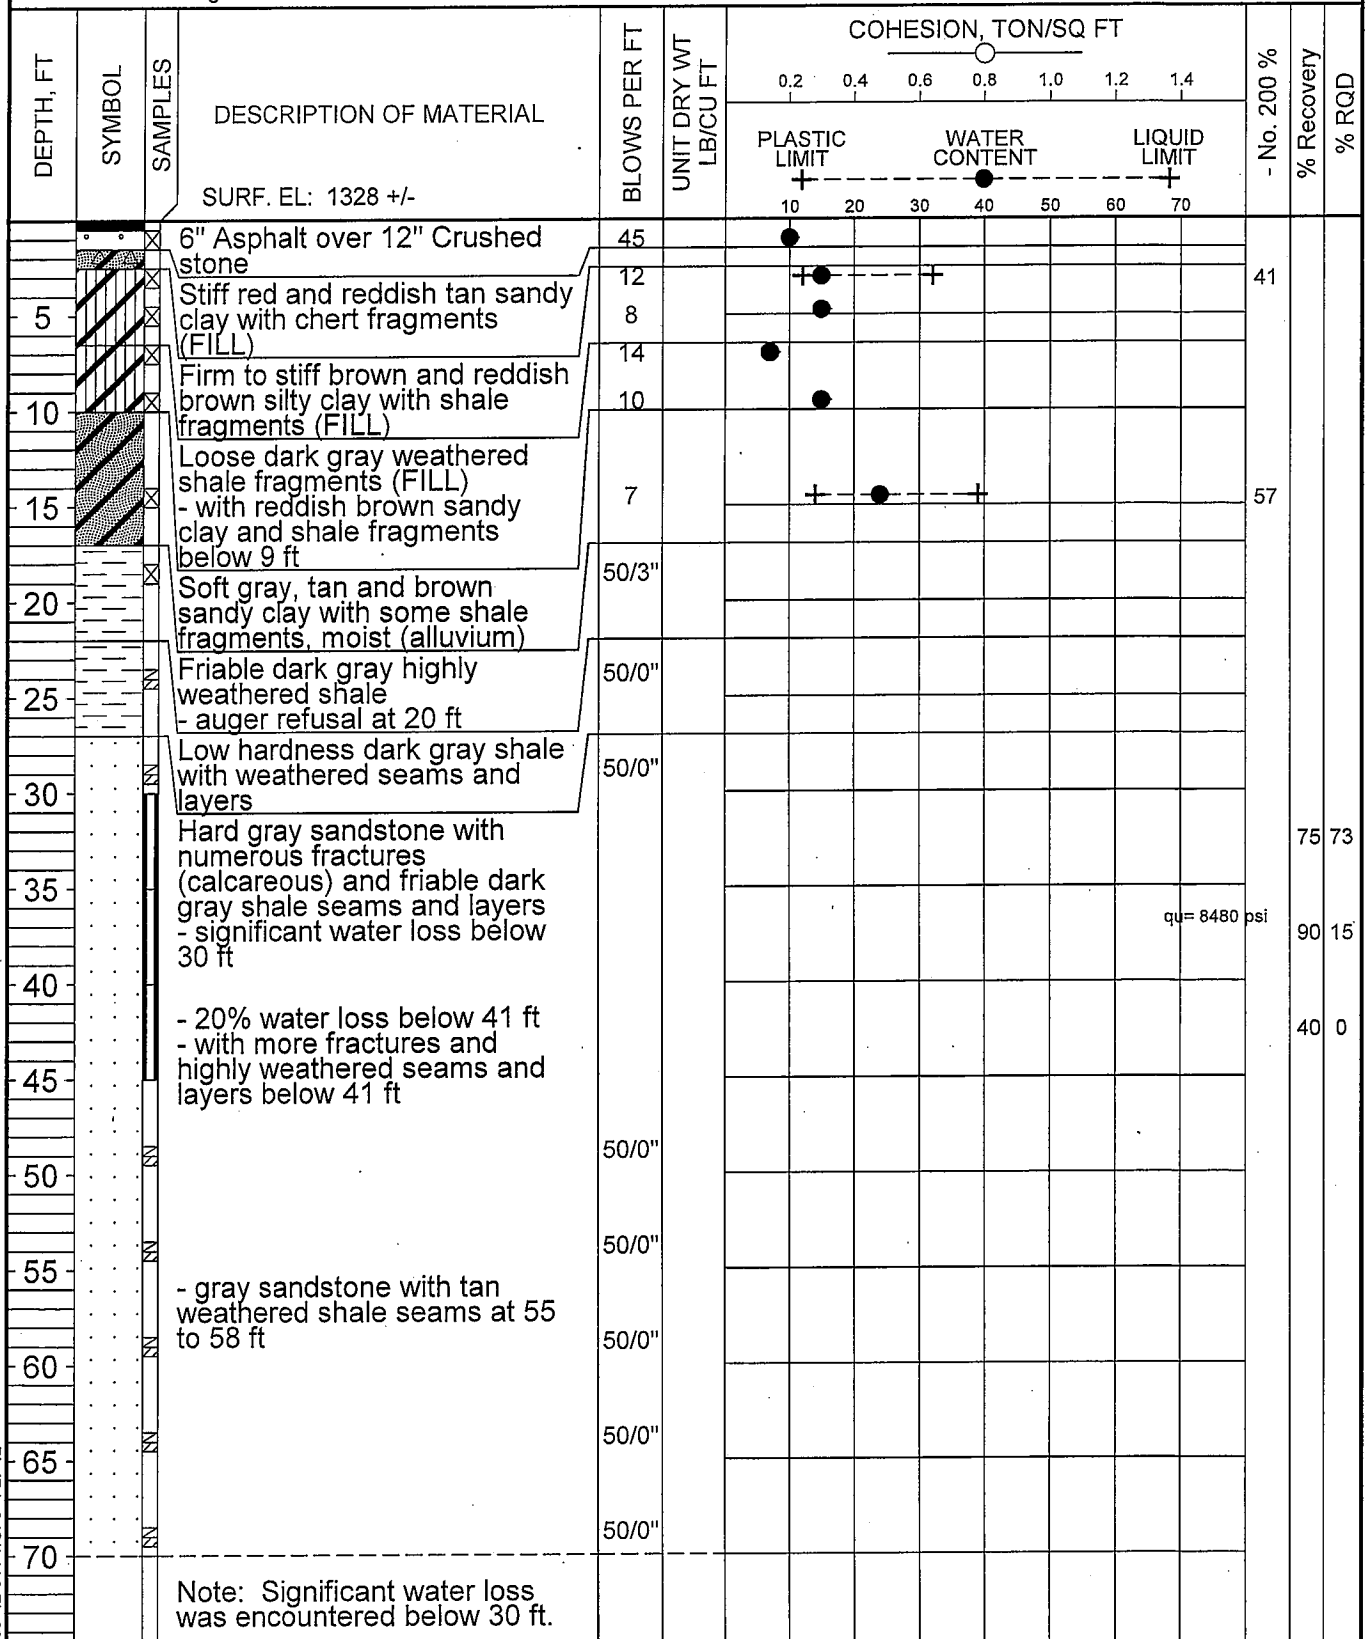 COHESION, TON/SQ FT
0.2 0.4 0.6 0.8 1.0 1.2 1.4
DEPTH, FT
SYMBOL
SAMPLES
DESCRIPTION OF MATERIAL
SURF. EL: 1328 +/-
BLOWS PER FT
UNIT DRY WT
LB/CU FT
PLASTIC
LIMIT
WATER
CONTENT
LIQUID
LIMIT
10 20 30 40 50 60 70
- No. 200 %
% Recovery
% RQD
6" Asphalt over 12" Crushed
stone
45
Stiff red and reddish tan sandy
clay with chert fragments
(FILL)
12
41
5
8
14
Firm to stiff brown and reddish
brown silty clay with shale
fragments (FILL)
10
10
Loose dark gray weathered
shale fragments (FILL)
- with reddish brown sandy
clay and shale fragments
below 9 ft
7
57
15
50/3"
Soft gray, tan and brown
sandy clay with some shale
fragments, moist (alluvium)
20
Friable dark gray highly
weathered shale
- auger refusal at 20 ft
50/0"
25
Low hardness dark gray shale
with weathered seams and
layers
50/0"
30
Hard gray sandstone with
numerous fractures
(calcareous) and friable dark
gray shale seams and layers
- significant water loss below
30 ft
75 73
35
qu= 8480 psi
90 15
40
- 20% water loss below 41 ft
- with more fractures and
highly weathered seams and
layers below 41 ft
40 0
45
50/0"
50
50/0"
55
- gray sandstone with tan
weathered shale seams at 55
to 58 ft
50/0"
60
50/0"
65
50/0"
70
Note: Significant water loss
was encountered below 30 ft.